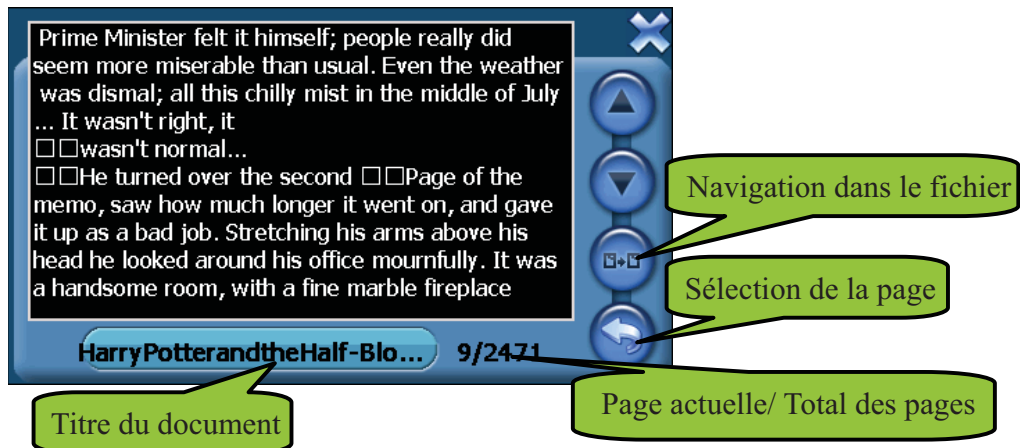 Prime Minister felt it himself; people really did
seem more miserable than usual. Even the weather
was dismal; all this chilly mist in the middle of July
... It wasn't right, it
□□wasn't normal...
□□He turned over the second □□Page of the
memo, saw how much longer it went on, and gave
it up as a bad job. Stretching his arms above his
head he looked around his office mournfully. It was
a handsome room, with a fine marble fireplace
Navigation dans le fichier
Sélection de la page
HarryPotterandtheHalf-Blo...
9/2471
Page actuelle/ Total des pages
Titre du document